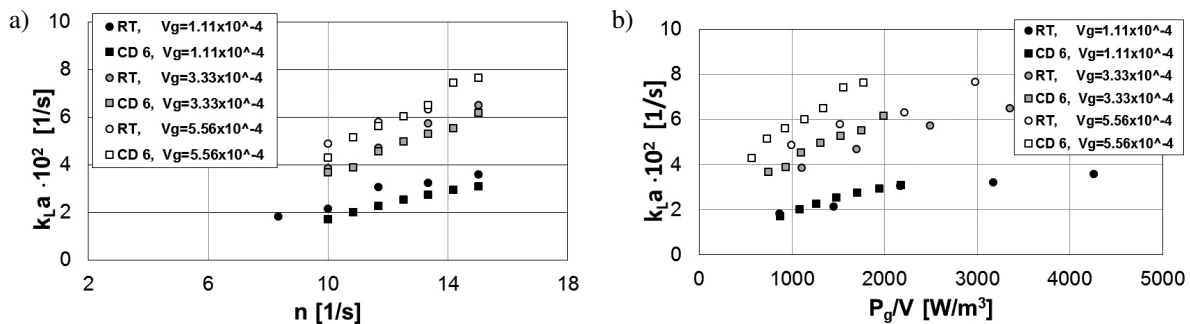 a)
10
8
6
4
2
0
kLa ·10² [1/s]
RT, Vg=1.11x10^-4
CD 6, Vg=1.11x10^-4
RT, Vg=3.33x10^-4
CD 6, Vg=3.33x10^-4
RT, Vg=5.56x10^-4
CD 6, Vg=5.56x10^-4
2 6 10 14 18
n [1/s]
b)
10
8
6
4
2
0
kLa ·10² [1/s]
RT, Vg=1.11x10^-4
CD 6, Vg=1.11x10^-4
RT, Vg=3.33x10^-4
CD 6, Vg=3.33x10^-4
RT, Vg=5.56x10^-4
CD 6, Vg=5.56x10^-4
0 1000 2000 3000 4000 5000
Pg/V [W/m³]